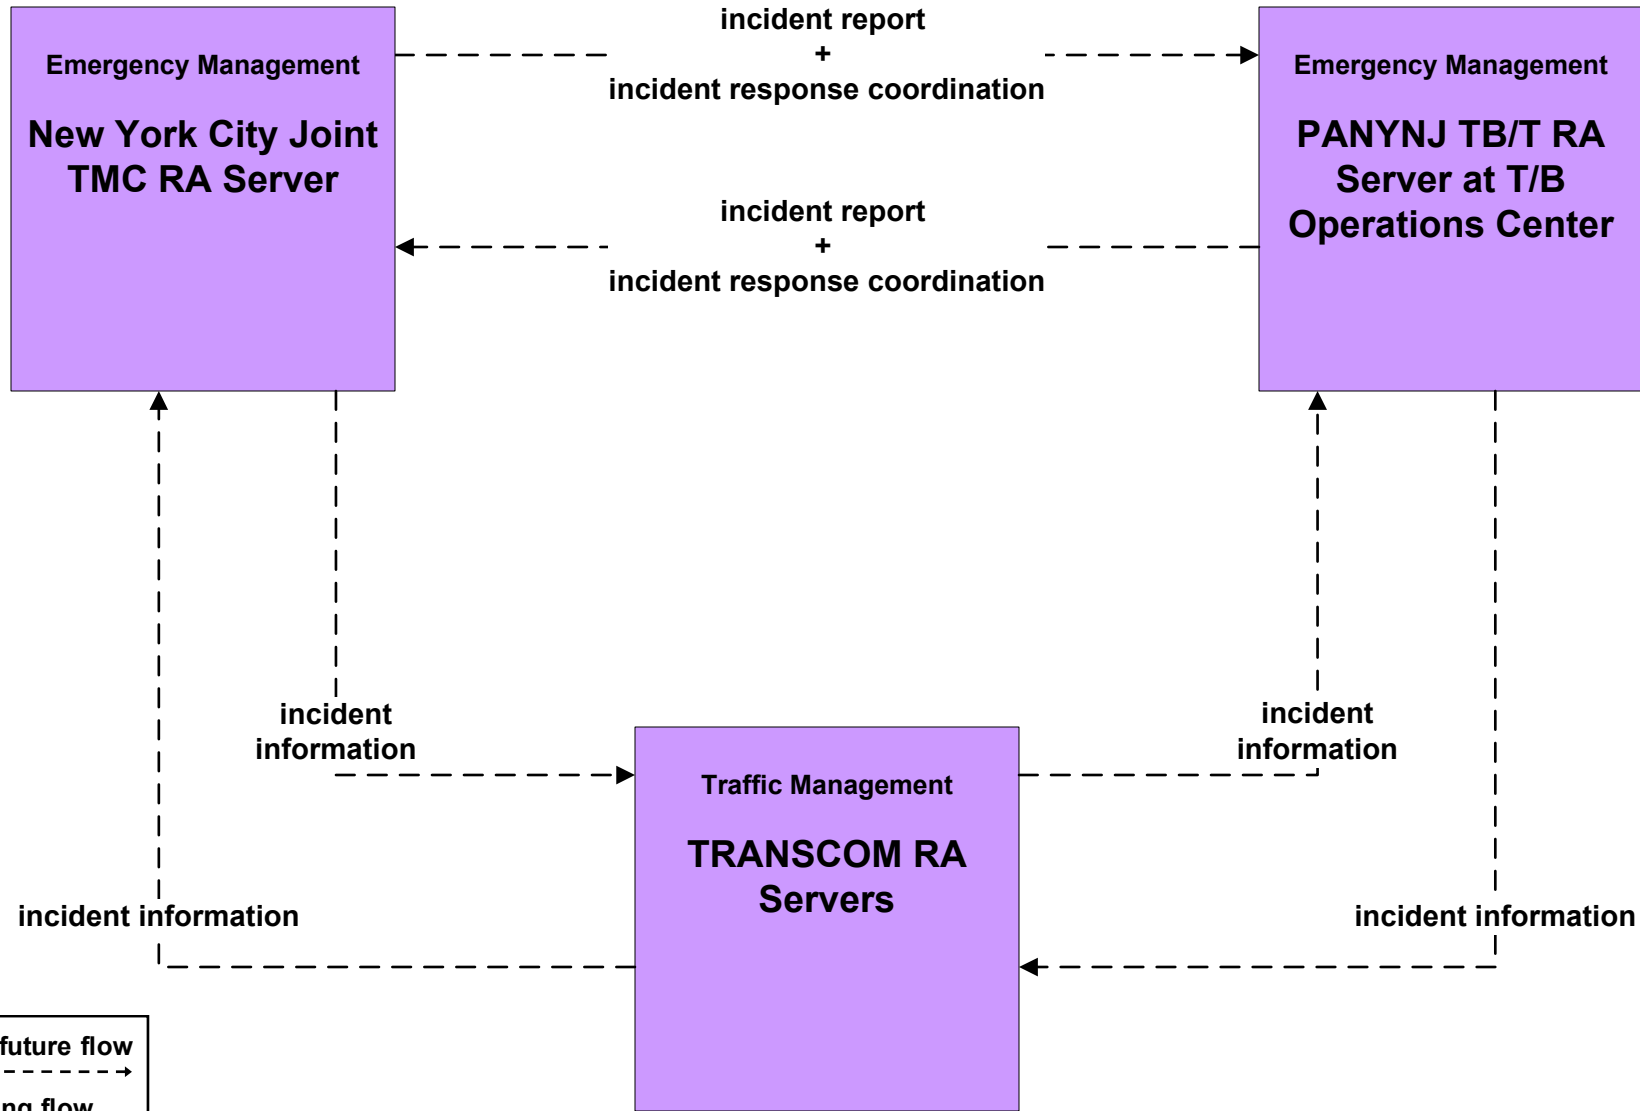 incident report
+
incident response coordination
Emergency Management
New York City Joint
TMC RA Server
Emergency Management
PANYNJ TB/T RA
Server at T/B
Operations Center
incident report
+
incident response coordination
incident
information
incident
information
Traffic Management
TRANSCOM RA
Servers
incident information
incident information
future flow
flow